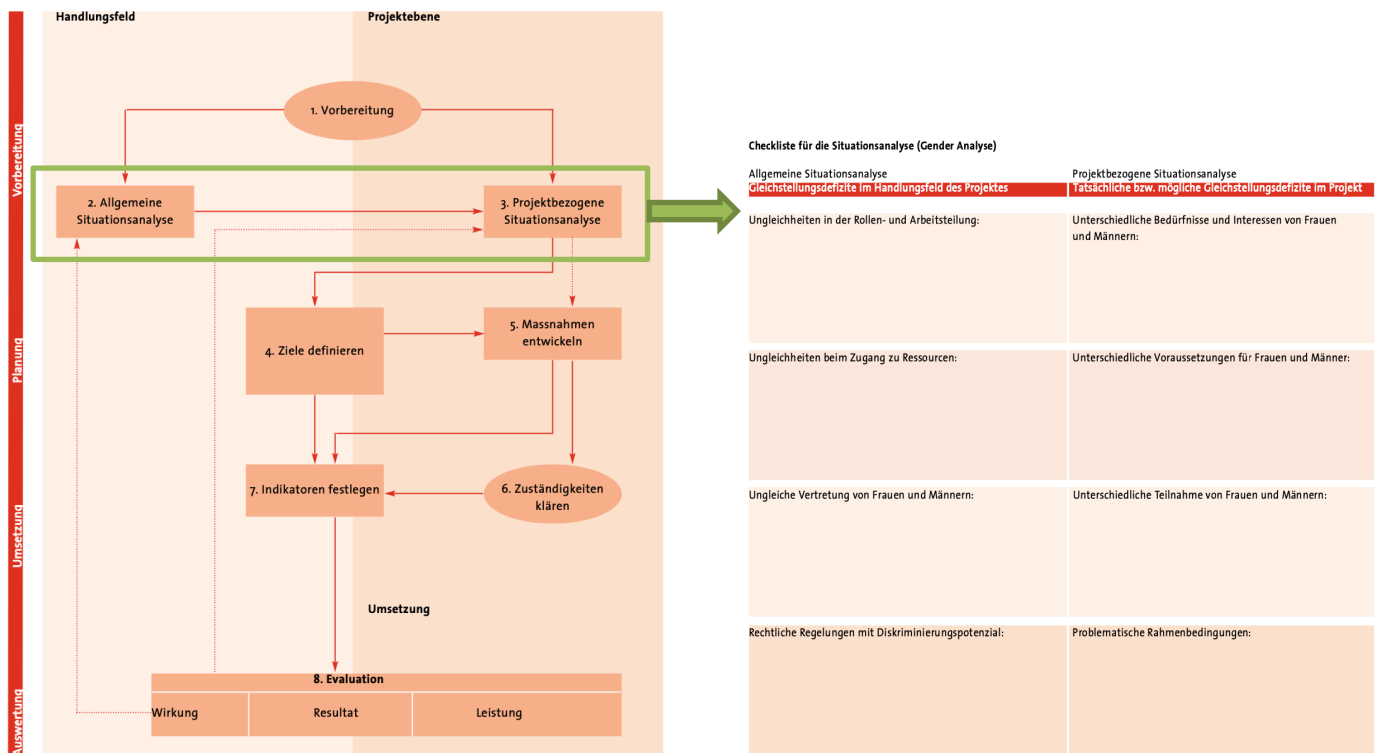 Handlungsfeld
Projektebene
Vorbereitung
Planung
Umsetzung
Auswertung
1. Vorbereitung
2. Allgemeine
Situationsanalyse
3. Projektbezogene
Situationsanalyse
4. Ziele definieren
5. Massnahmen
entwickeln
7. Indikatoren festlegen
6. Zuständigkeiten
klären
Umsetzung
8. Evaluation
Wirkung
Resultat
Leistung
Checkliste für die Situationsanalyse (Gender Analyse)
Allgemeine Situationsanalyse
Projektbezogene Situationsanalyse
Gleichstellungsdefizite im Handlungsfeld des Projektes
Tatsächliche bzw. mögliche Gleichstellungsdefizite im Projekt
Ungleichheiten in der Rollen- und Arbeitsteilung:
Unterschiedliche Bedürfnisse und Interessen von Frauen
und Männern:
Ungleichheiten beim Zugang zu Ressourcen:
Unterschiedliche Voraussetzungen für Frauen und Männer:
Ungleiche Vertretung von Frauen und Männern:
Unterschiedliche Teilnahme von Frauen und Männern:
Rechtliche Regelungen mit Diskriminierungspotenzial:
Problematische Rahmenbedingungen: